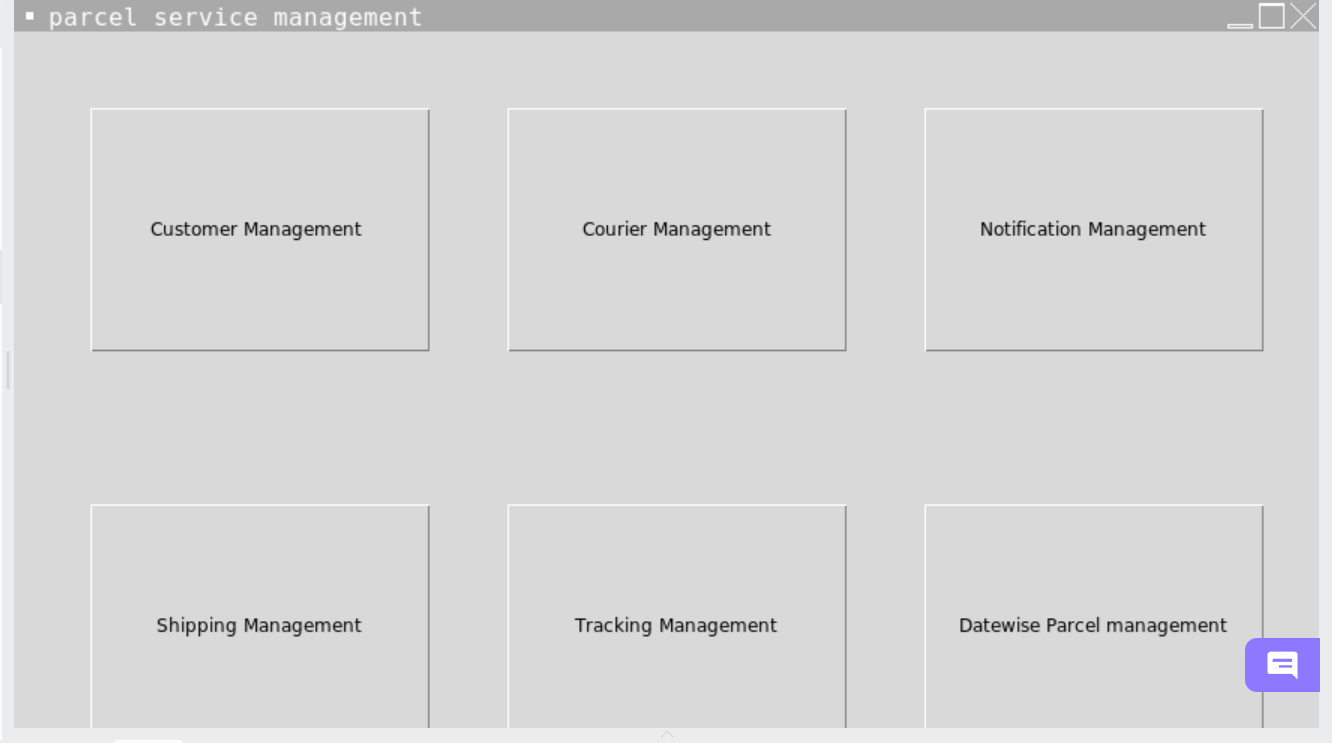 parcel service management
Customer Management
Courier Management
Notification Management
Shipping Management
Tracking Management
Datewise Parcel management